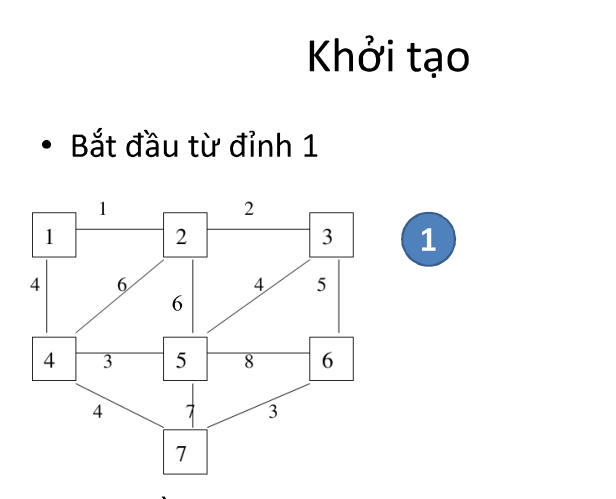 Khởi tạo
• Bắt đầu từ đỉnh 1
1 2
1 2 3 1
4 6 6 4 5
4 3 5 8 6
4 7 3
7